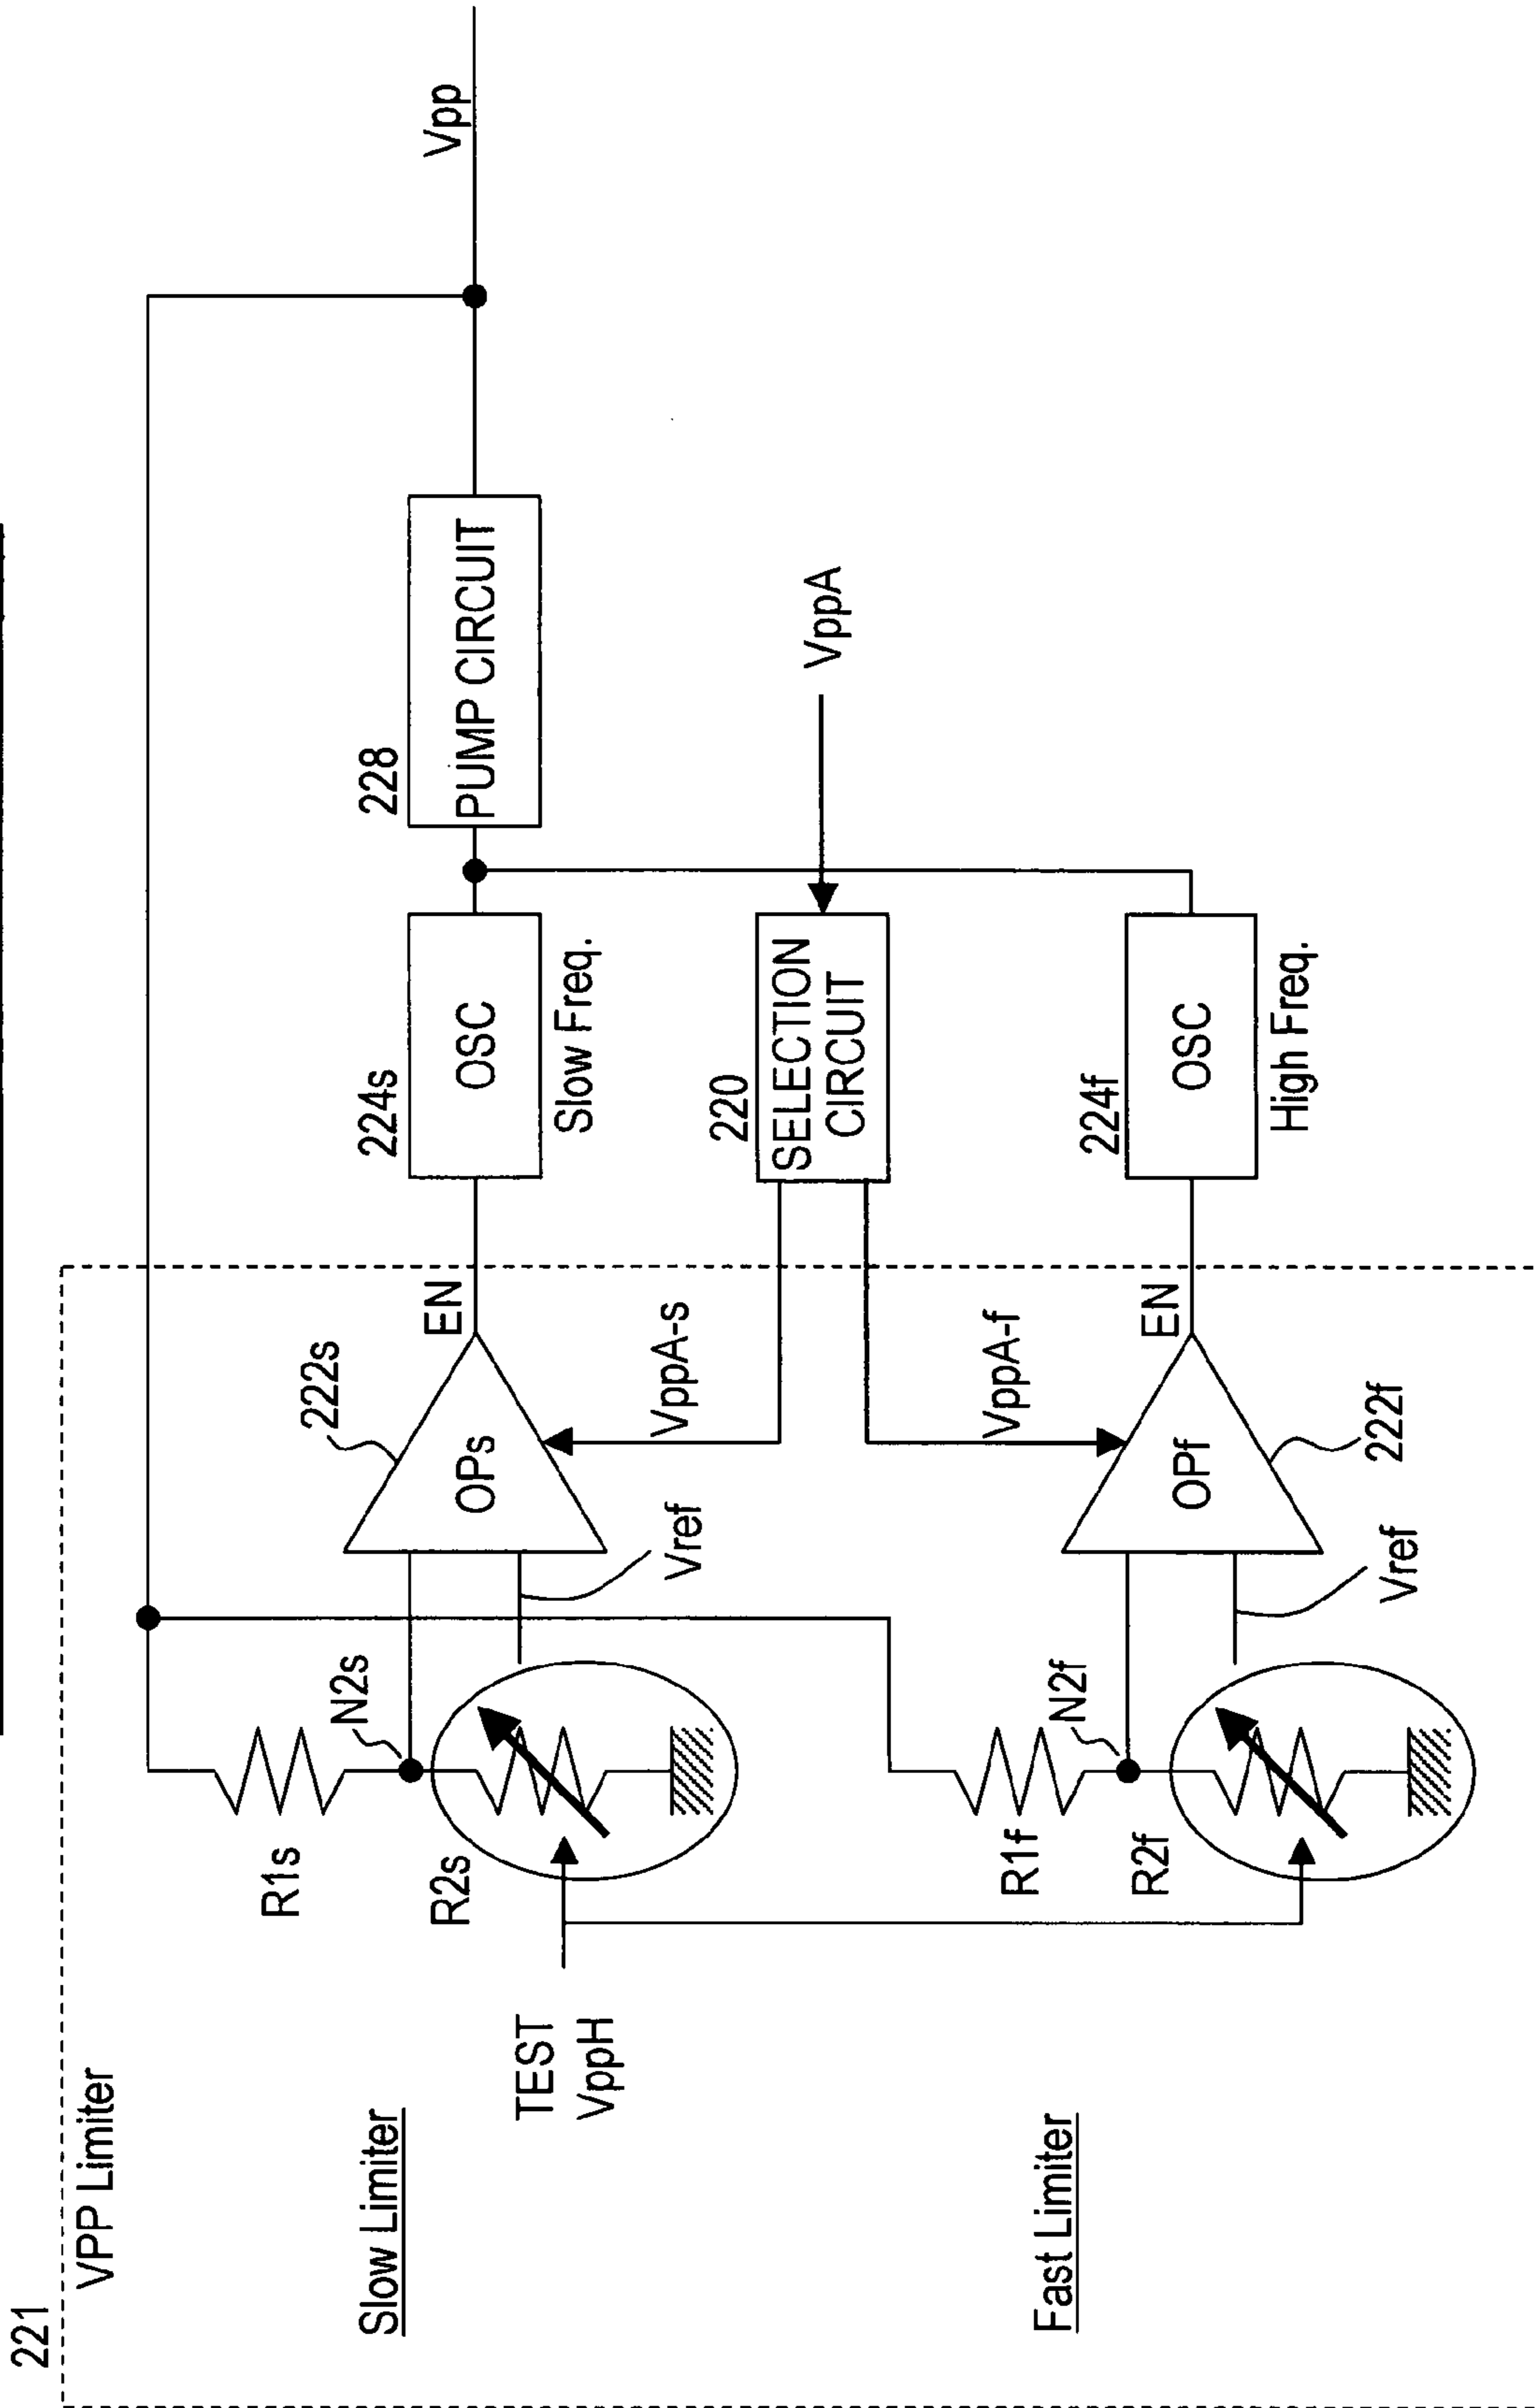 221
VPP Limiter
Slow Limiter
TEST
VppH
R1s
R2s
N2s
Vref
222s
OPs
EN
VppA-s
224s
OSC
Slow Freq.
228
PUMP CIRCUIT
Vpp
220
SELECTION
CIRCUIT
VppA
Fast Limiter
R1f
R2f
N2f
Vref
222f
OPf
EN
VppA-f
224f
OSC
High Freq.